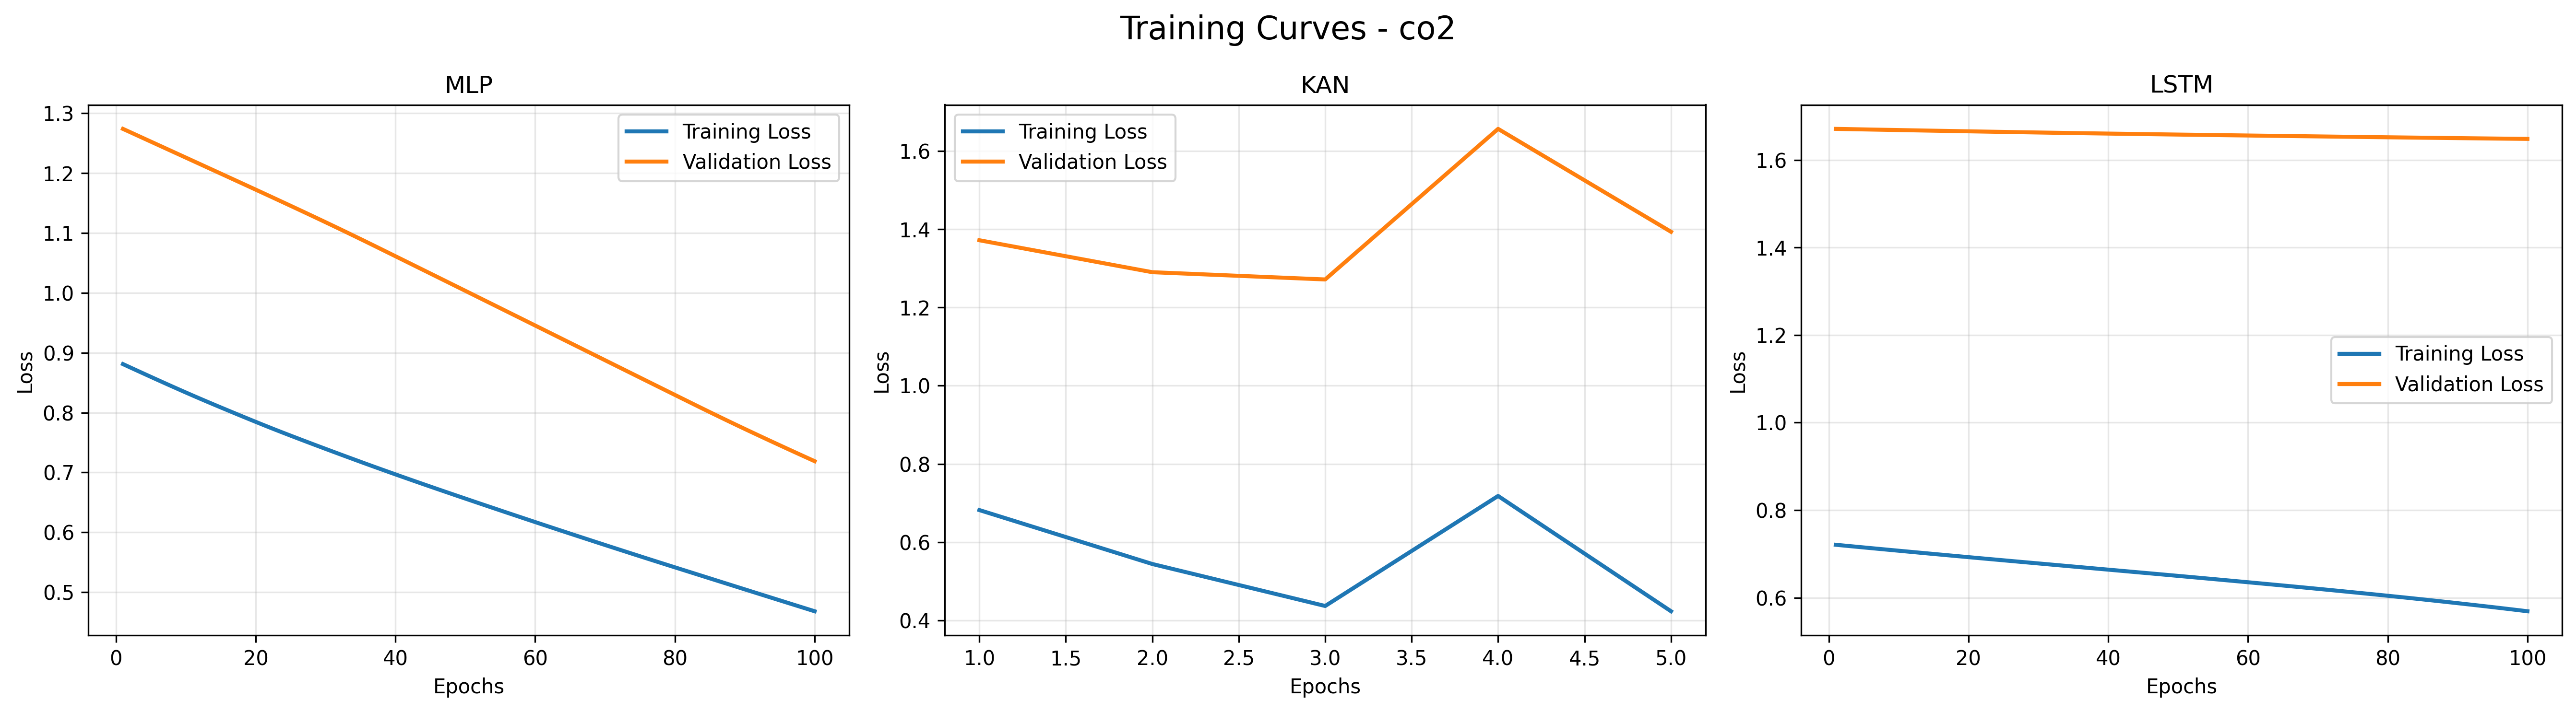 Training Curves - co2
MLP
1.3
1.2
1.1
1.0
0.9
0.8
0.7
0.6
0.5
Loss
0 20 40 60 80 100
Epochs
Training Loss
Validation Loss
KAN
1.6
1.4
1.2
1.0
0.8
0.6
0.4
Loss
1.0 1.5 2.0 2.5 3.0 3.5 4.0 4.5 5.0
Epochs
Training Loss
Validation Loss
LSTM
1.6
1.4
1.2
1.0
0.8
0.6
Loss
0 20 40 60 80 100
Epochs
Training Loss
Validation Loss